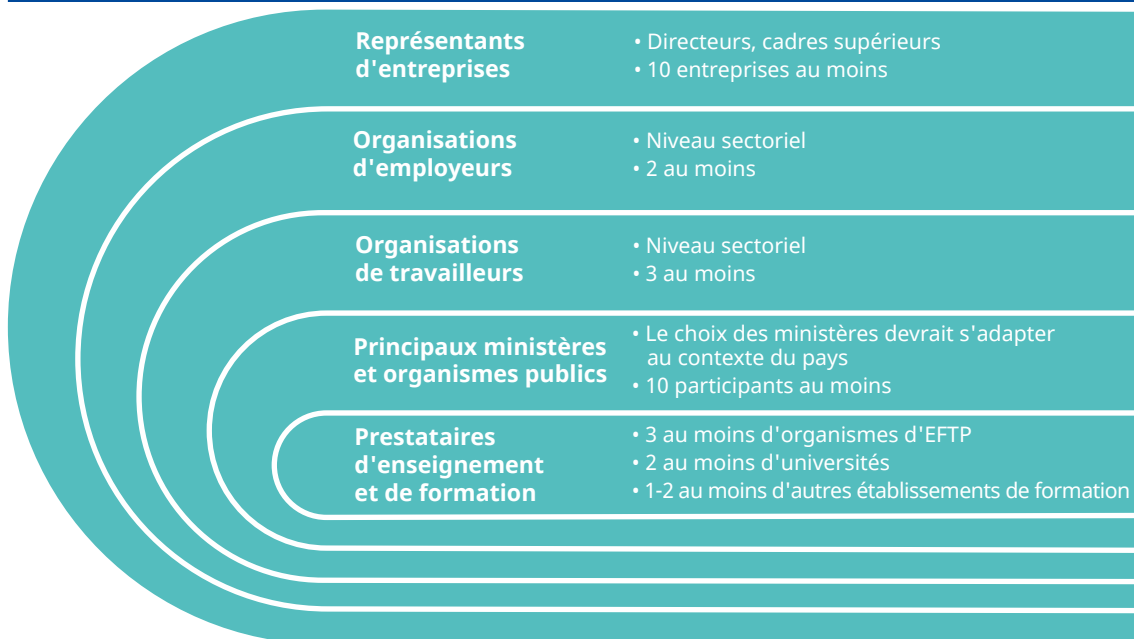 Représentants
d'entreprises
• Directeurs, cadres supérieurs
• 10 entreprises au moins
Organisations
d'employeurs
• Niveau sectoriel
• 2 au moins
Organisations
de travailleurs
• Niveau sectoriel
• 3 au moins
Principaux ministères
et organismes publics
• Le choix des ministères devrait s'adapter
au contexte du pays
• 10 participants au moins
Prestataires
d'enseignement
et de formation
• 3 au moins d'organismes d'EFTP
• 2 au moins d'universités
• 1-2 au moins d'autres établissements de formation